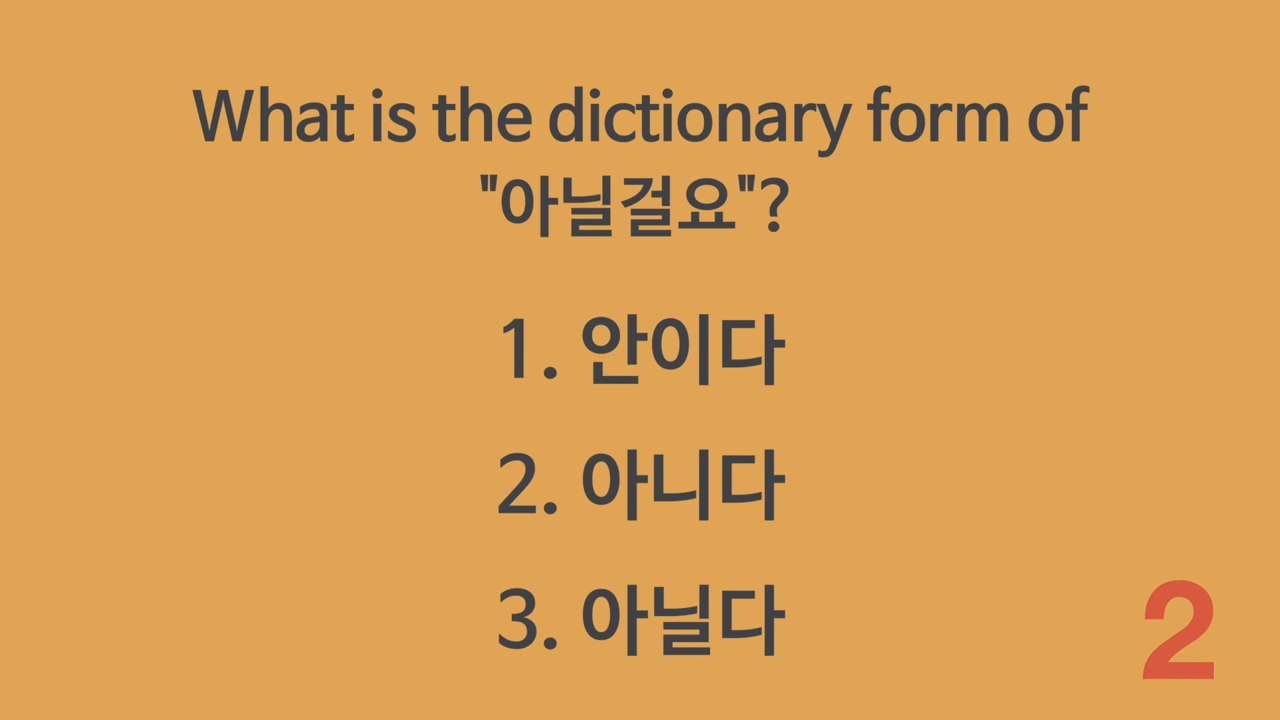 What is the dictionary form of
"아닐걸요"?
1. 안이다
2. 아니다
3. 아닐다
2